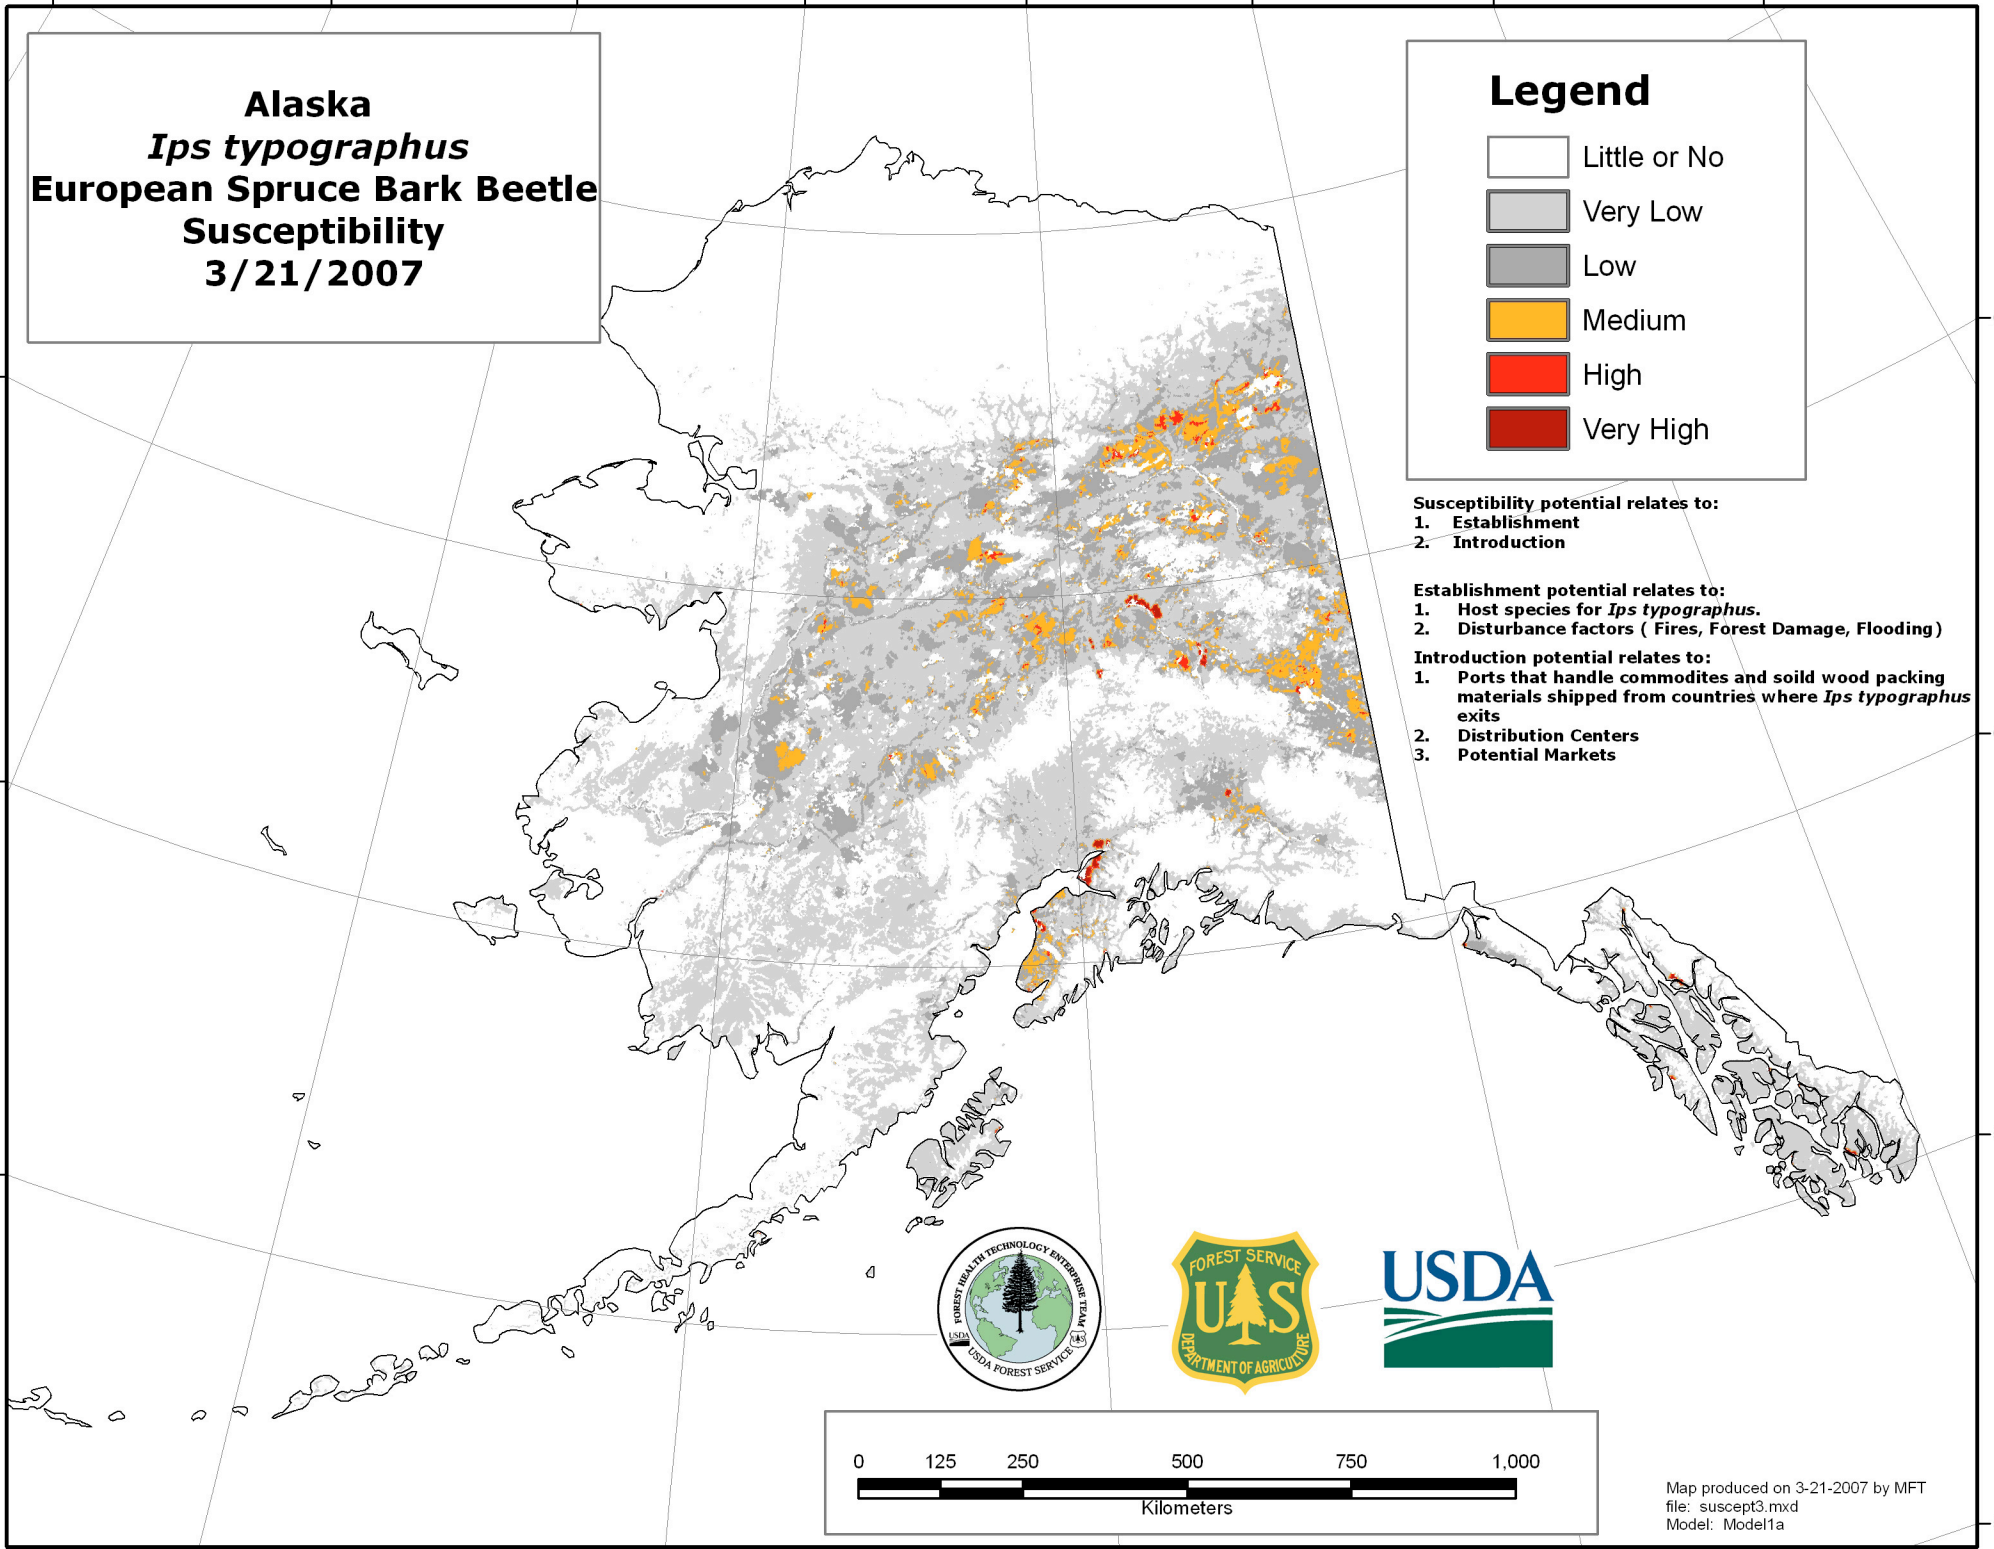 Alaska
Ips typographus
European Spruce Bark Beetle
Susceptibility
3/21/2007
Legend
Little or No
Very Low
Low
Medium
High
Very High
Susceptibility potential relates to:
1. Establishment
2. Introduction
Establishment potential relates to:
1. Host species for Ips typographus.
2. Disturbance factors ( Fires, Forest Damage, Flooding)
Introduction potential relates to:
1. Ports that handle commodites and soild wood packing
materials shipped from countries where Ips typographus
exits
2. Distribution Centers
3. Potential Markets
FOREST HEALTH TECHNOLOGY ENTERPRISE TEAM
USDA
UAS
USDA FOREST SERVICE
FOREST SERVICE
U S
DEPARTMENT OF AGRICULTURE
USDA
0 125 250 500 750 1,000
Kilometers
Map produced on 3-21-2007 by MFT
file: suscept3.mxd
Model: Model1a